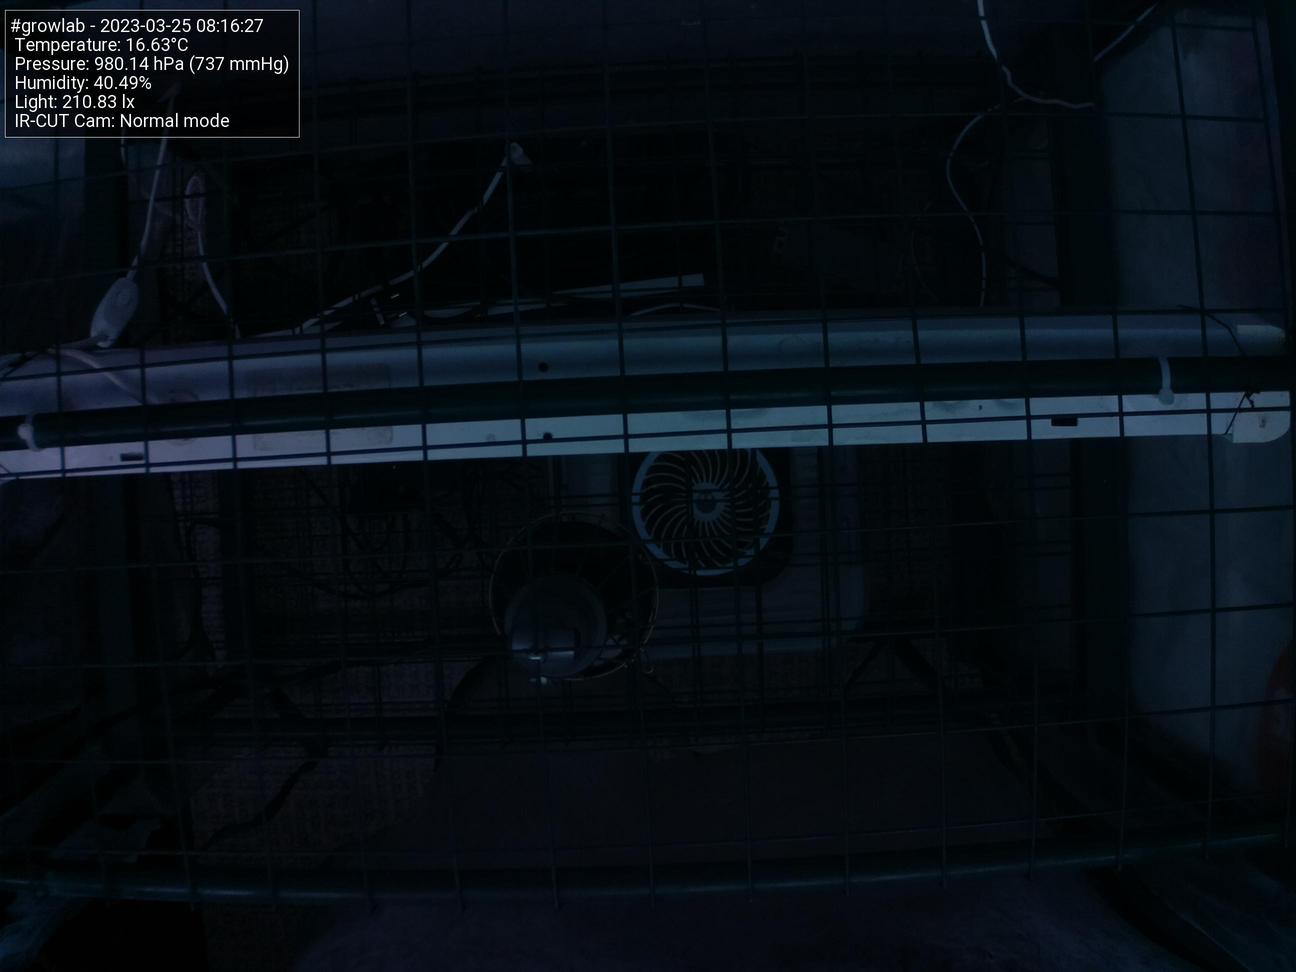 #growlab - 2023-03-25 08:16:27
Temperature: 16.63°C
Pressure: 980.14 hPa (737 mmHg)
Humidity: 40.49%
Light: 210.83 lx
IR-CUT Cam: Normal mode